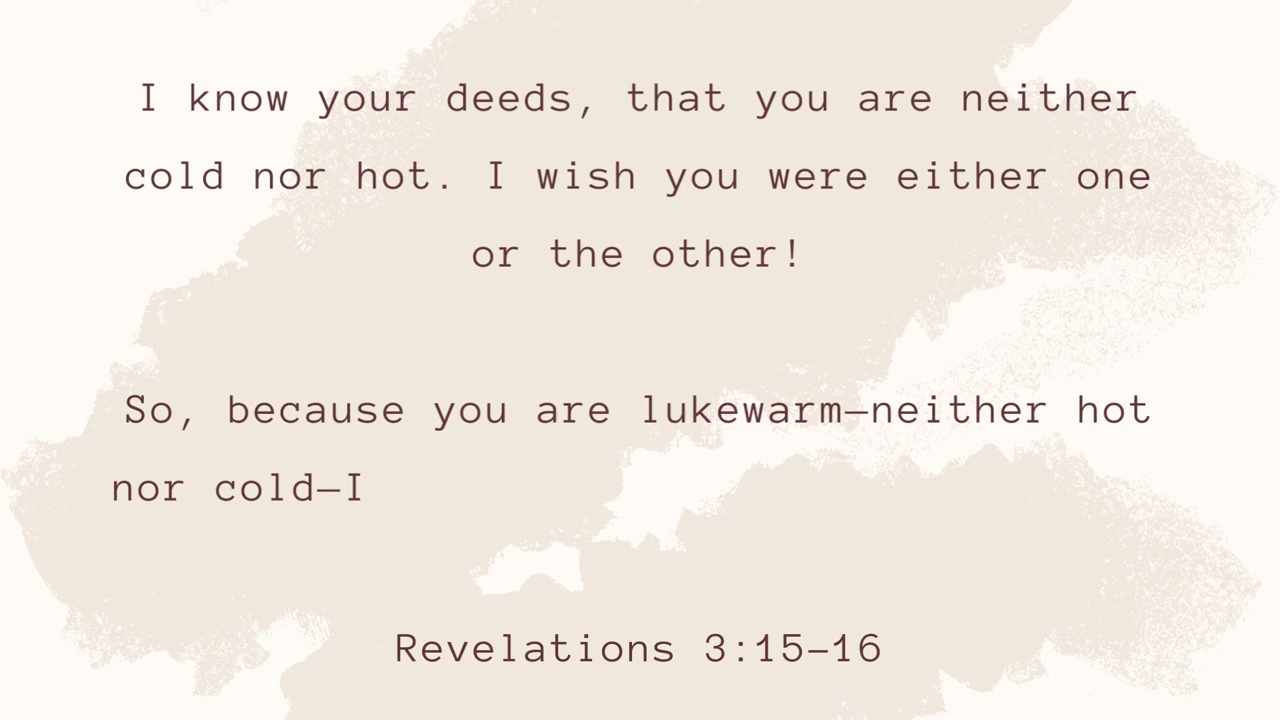 I know your deeds, that you are neither
cold nor hot. I wish you were either one
or the other!
So, because you are lukewarm—neither hot
nor cold—I
Revelations 3:15-16